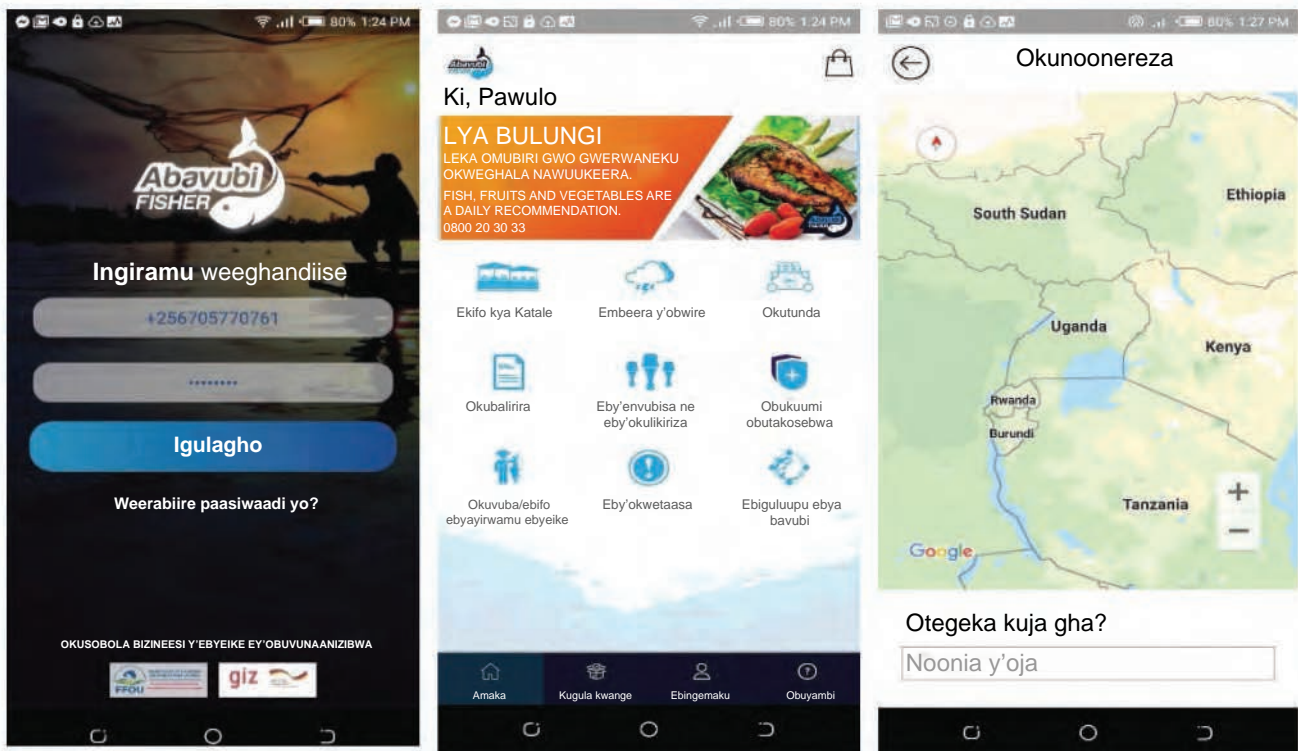 80% 1:24 PM
Abavubi
FISHER
Ingiramu weeghandiise
+256705770761
Igulagho
Weerabiire paasiwaadi yo?
OKUSOBOLA BIZINEESI Y'EBYEIKE EY'OBUVUNAANIZIBWA
FFOU
giz
80% 1:24 PM
Abavubi
Ki, Pawulo
LYA BULUNGI
LEKA OMUBIRI GWO GWERWANEKU
OKWEGHALA NAWUUKEERA.
FISH, FRUITS AND VEGETABLES ARE
A DAILY RECOMMENDATION.
0800 20 30 33
Abavubi
Ekifo kya Katale
Embeera y'obwire
Okutunda
Okubalirira
Eby'envubisa ne
eby'okulikiriza
Obukuumi
obutakosebwa
Okuvuba/ebifo
ebyayirwamu ebyeike
Eby'okwetaasa
Ebiguluupu ebya
bavubi
Amaka
Kugula kwange
Ebingemaku
Obuyambi
80% 1:27 PM
Okunoonereza
Ethiopia
South Sudan
Uganda
Kenya
Rwanda
Burundi
Tanzania
+
−
Google
Otegeka kuja gha?
Noonia y'oja